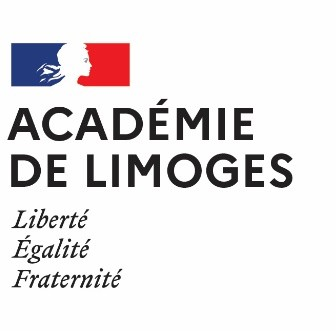 ACADÉMIE
DE LIMOGES
Liberté
Égalité
Fraternité